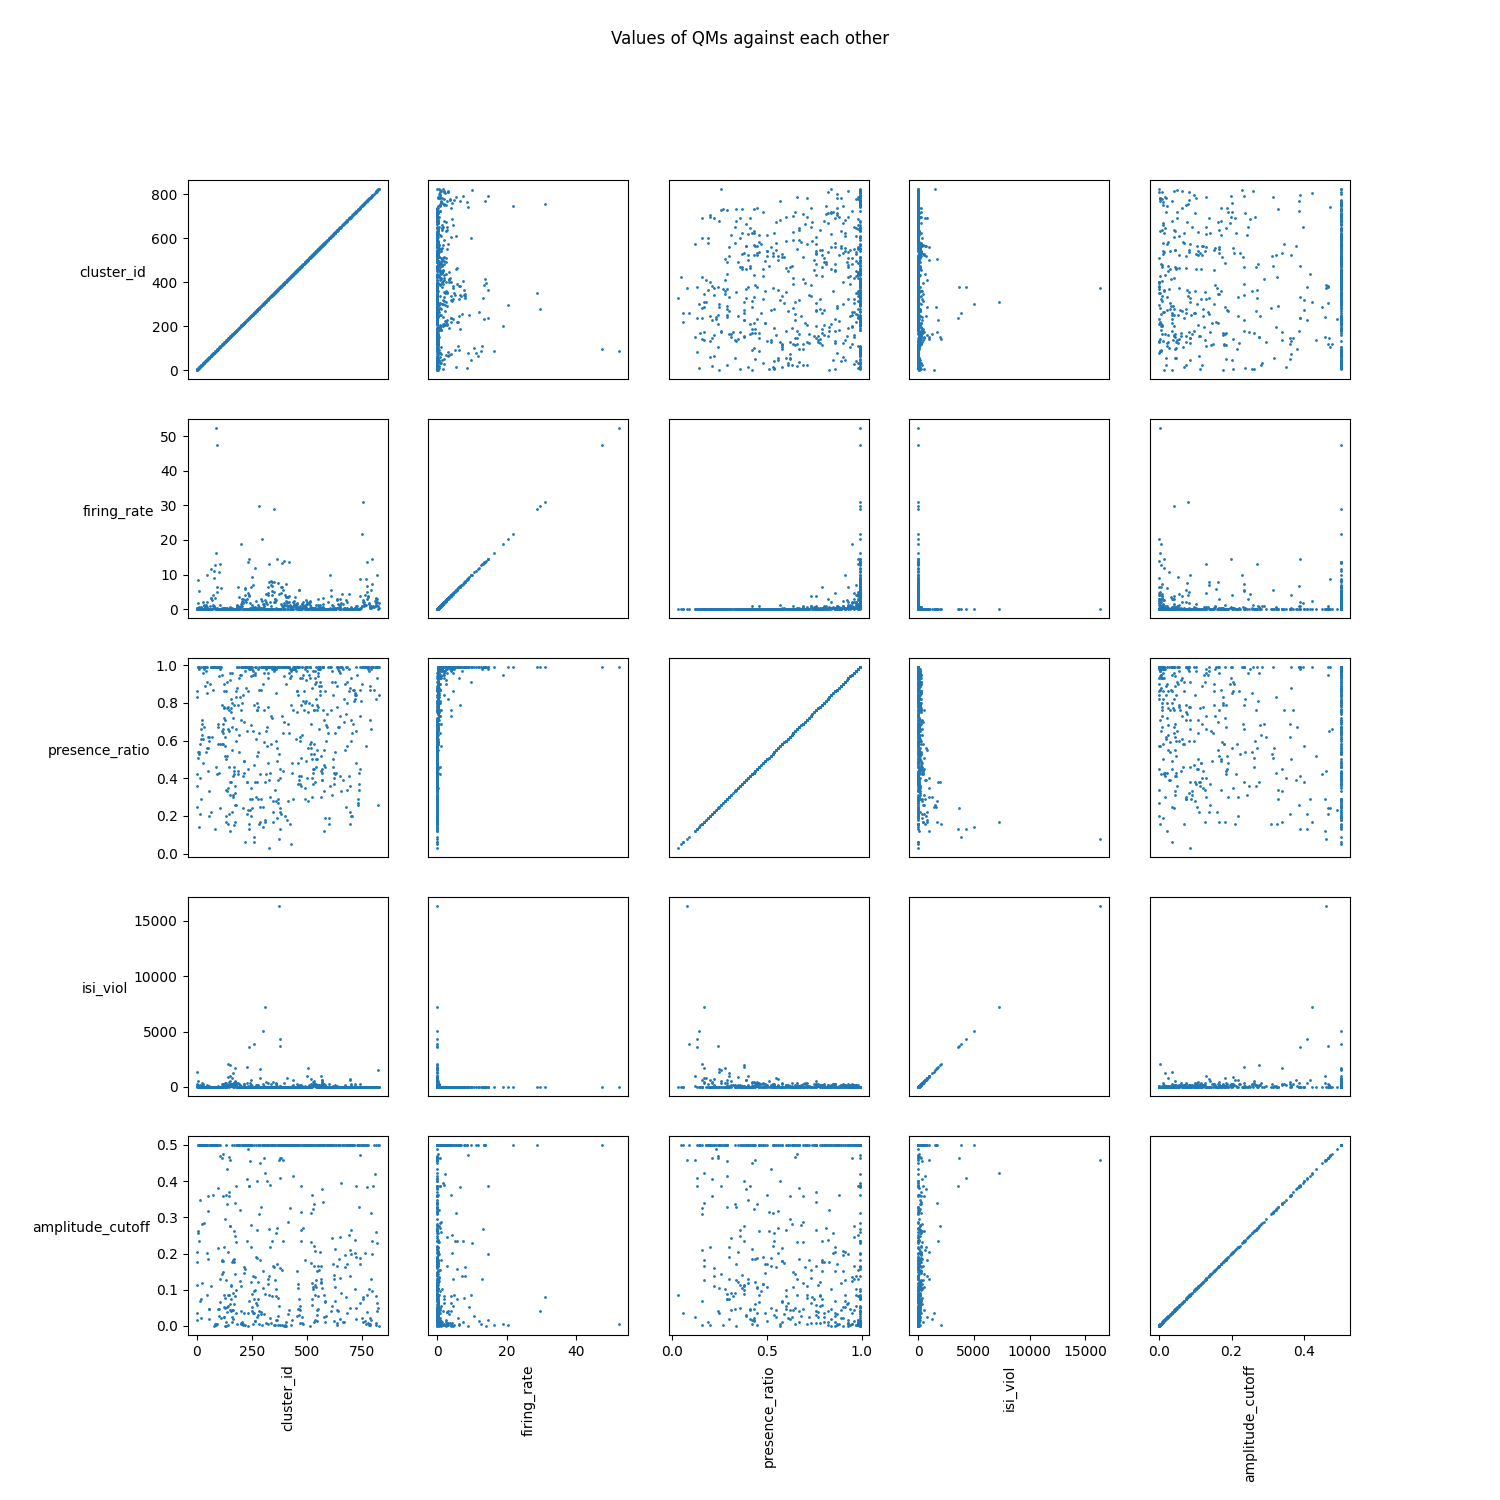 Values of QMs against each other
800
600
400
200
0
cluster_id
50
40
30
20
10
0
firing_rate
1.0
0.8
0.6
0.4
0.2
0.0
presence_ratio
15000
10000
5000
0
isi_viol
0.5
0.4
0.3
0.2
0.1
0.0
amplitude_cutoff
0 250 500 750
0 20 40
0.0 0.5 1.0
0 5000 10000 15000
0.0 0.2 0.4
cluster_id
firing_rate
presence_ratio
isi_viol
amplitude_cutoff